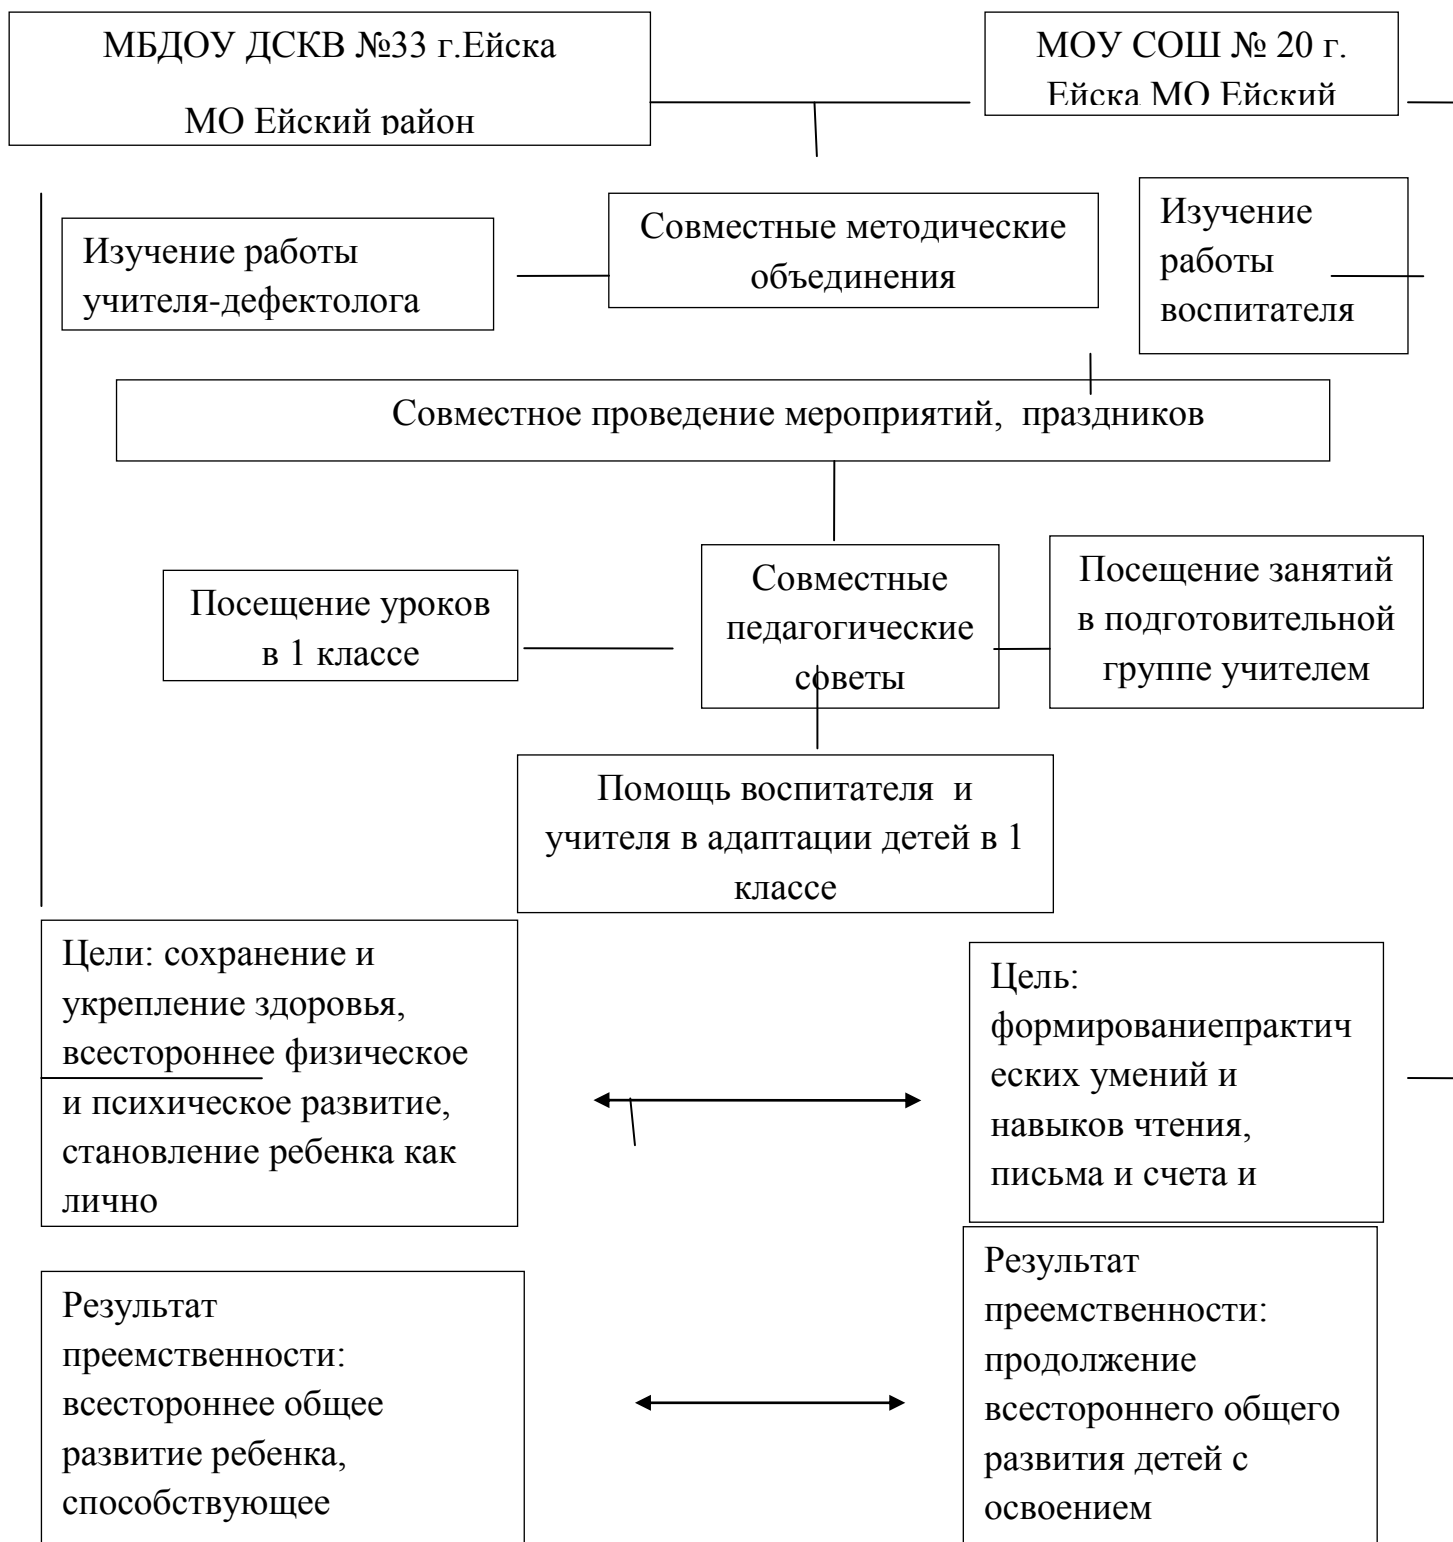 МБДОУ ДСКВ №33 г.Ейска
МО Ейский район
МОУ СОШ № 20 г.
Ейска МО Ейский
Изучение работы
учителя-дефектолога
Совместные методические
объединения
Изучение
работы
воспитателя
Совместное проведение мероприятий,  праздников
Посещение уроков
в 1 классе
Совместные
педагогические
советы
Посещение занятий
в подготовительной
группе учителем
Помощь воспитателя  и
учителя в адаптации детей в 1
классе
Цели: сохранение и
укрепление здоровья,
всестороннее физическое
и психическое развитие,
становление ребенка как
лично
Цель:
формированиепрактич
еских умений и
навыков чтения,
письма и счета и
Результат
преемственности:
всестороннее общее
развитие ребенка,
способствующее
Результат
преемственности:
продолжение
всестороннего общего
развития детей с
освоением